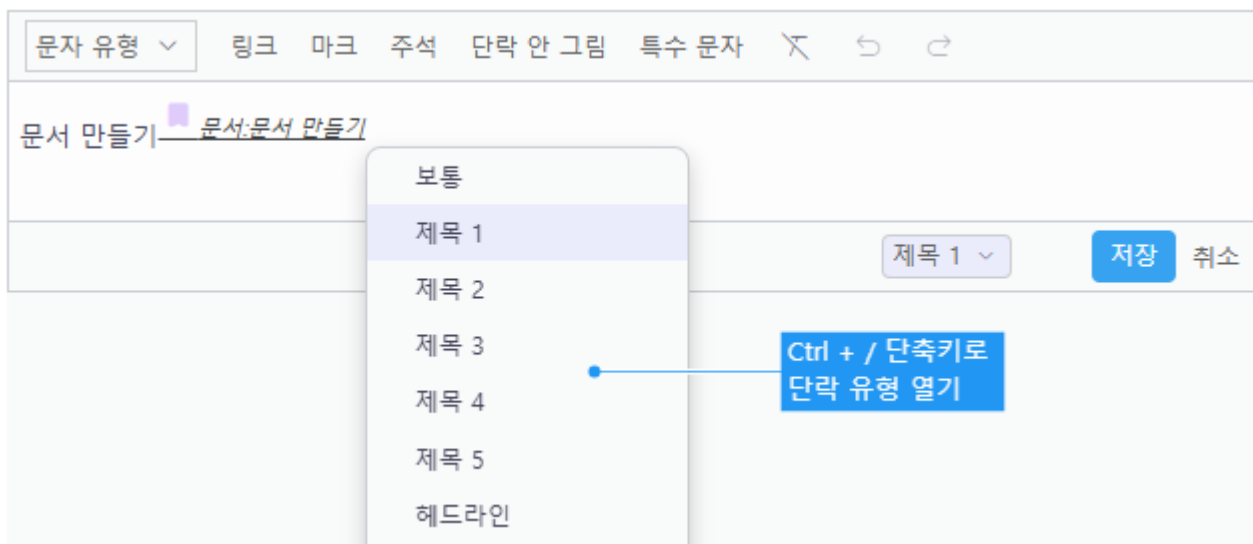 문자 유형 링크 마크 주석 단락 안 그림 특수 문자
문서 만들기 문서:문서 만들기
보통
제목 1
제목 1 저장 취소
제목 2
제목 3
Ctrl + / 단축키로
단락 유형 열기
제목 4
제목 5
헤드라인